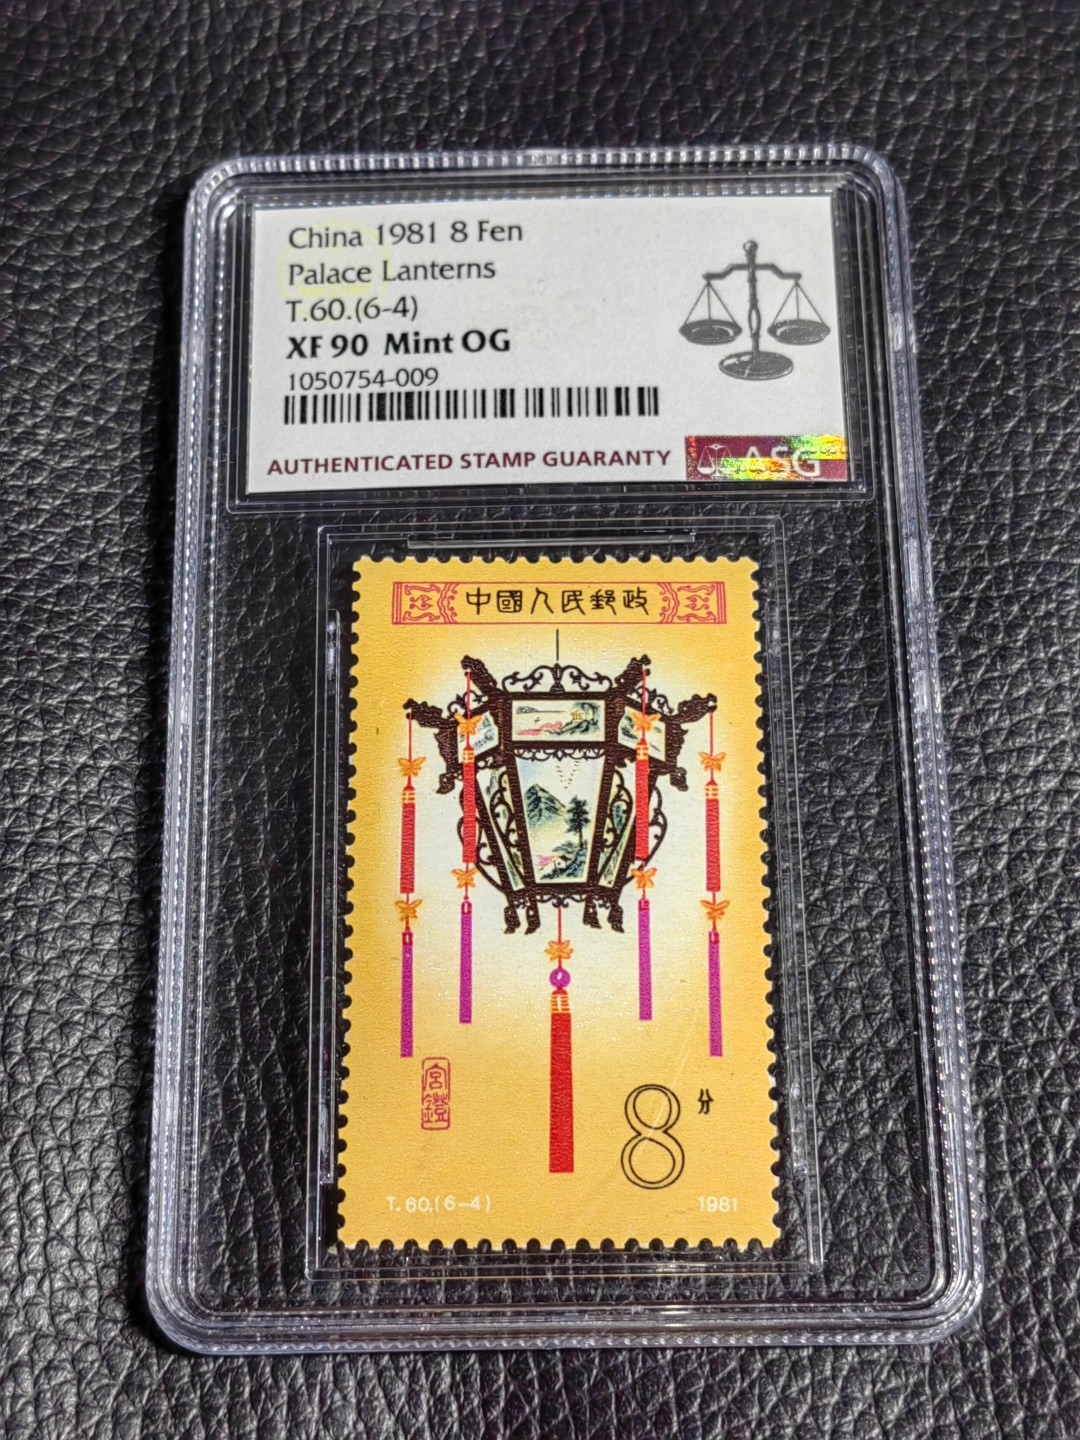 China 1981 8 Fen
Palace Lanterns
T.60.(6-4)
XF 90 Mint OG
1050754-009
AUTHENTICATED STAMP GUARANTY
ASG
中國人民郵政
宮燈
8分
T.60.(6-4) 1981